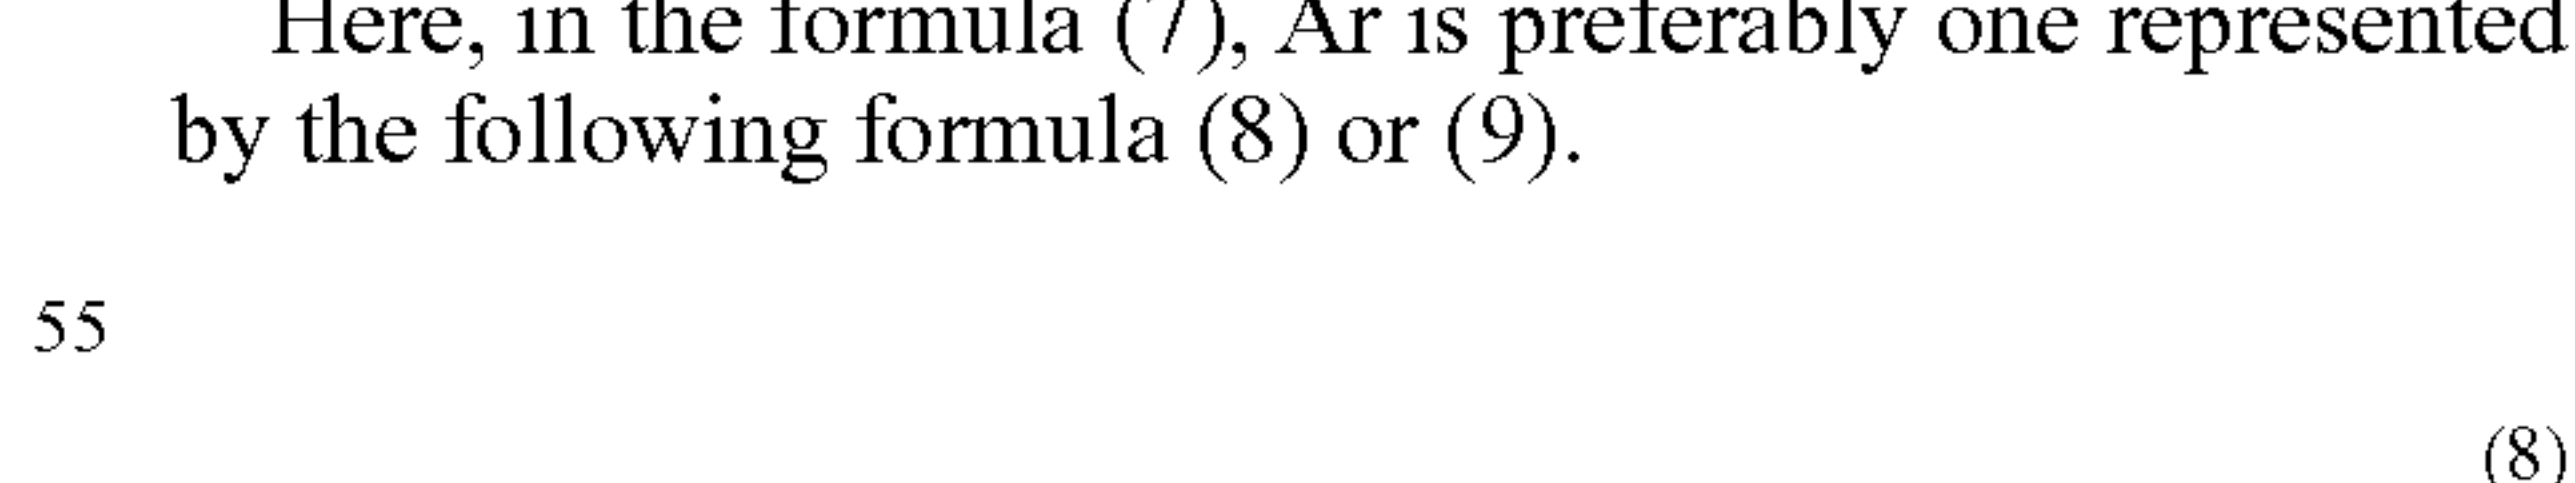 Here, in the formula (7), Ar is preferably one represented
by the following formula (8) or (9).
55
(8)